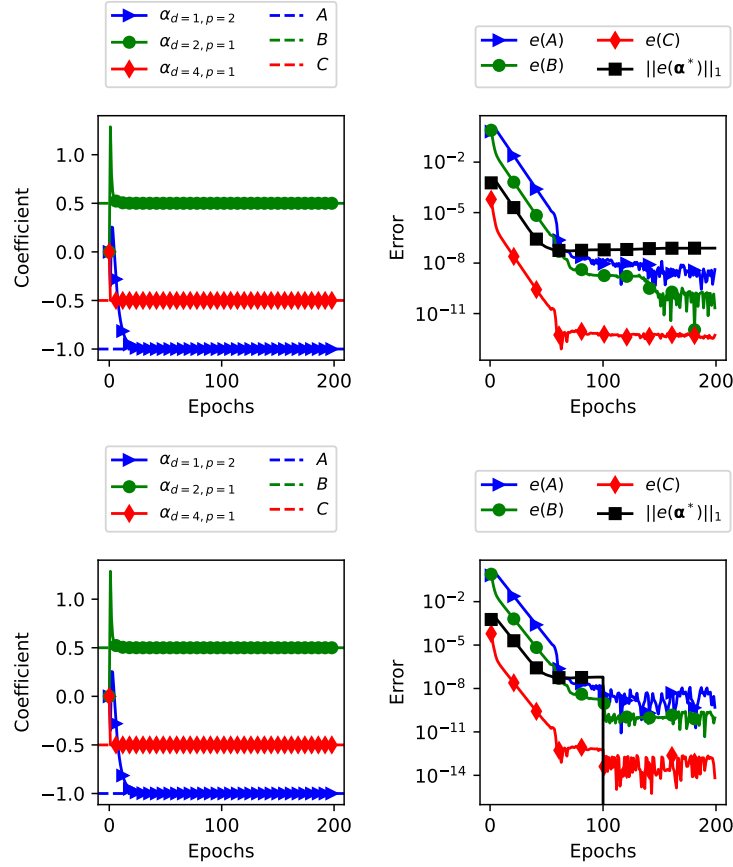 α_{d=1,p=2} A
α_{d=2,p=1} B
α_{d=4,p=1} C
1.0
0.5
0.0
−0.5
−1.0
Coefficient
0 100 200
Epochs
e(A) e(C)
e(B) ||e(α*)||₁
10⁻²
10⁻⁵
10⁻⁸
10⁻¹¹
Error
0 100 200
Epochs
α_{d=1,p=2} A
α_{d=2,p=1} B
α_{d=4,p=1} C
1.0
0.5
0.0
−0.5
−1.0
Coefficient
0 100 200
Epochs
e(A) e(C)
e(B) ||e(α*)||₁
10⁻²
10⁻⁵
10⁻⁸
10⁻¹¹
10⁻¹⁴
Error
0 100 200
Epochs